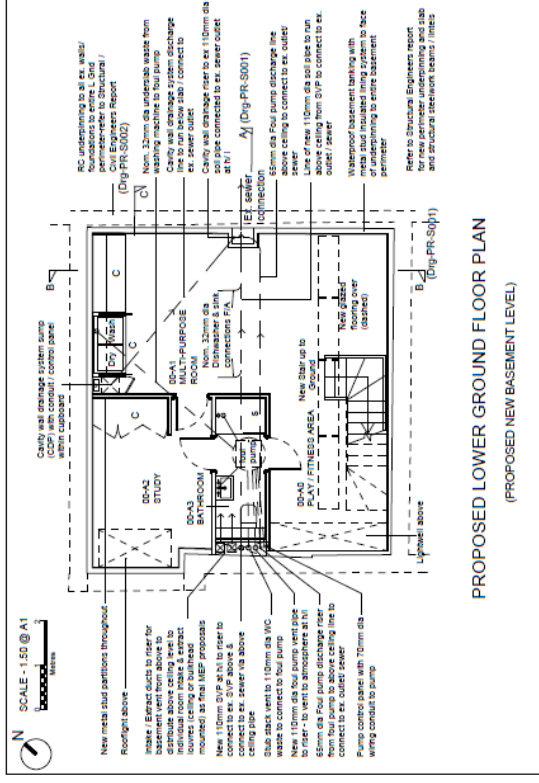 N
SCALE - 1:50 @ A1
0 1 2
Metres
New metal stud partitions throughout
Rooflight above
Intake / Extract ducts to riser for
basement vent from above to
distribute above ceiling level to
individual room intake & extract
louvres (ceiling or bulkhead
mounted) as final MEP proposals
New 110mm SVP at h/l to riser to
connect to ex. SVP above &
connect to ex. sewer via above
ceiling pipe
Stub stack vent to 110mm dia WC
waste to connect to foul pump
New 110mm dia foul pump vent pipe
to riser - to vent to atmosphere at h/l
65mm dia Foul pump discharge riser
from foul pump to above ceiling line to
connect to ex. outlet/ sewer
Pump control panel with 70mm dia
wiring conduit to pump
Cavity wall drainage system sump
(CDP) with conduit / control panel
within cupboard
B
C
00-A2
STUDY
00-A3
BATHROOM
foul
pump
S
C
C
Dry
Wash
C
00-A1
MULTI-PURPOSE
ROOM
Nom. 32mm dia
Dishwasher & sink
connections F/A
Ex. sewer
connection
00-A0
PLAY / FITNESS AREA
New Stair up to
Ground
New glazed
flooring over
(dashed)
Lightwell above
B
(Drg-PR-S001)
RC underpinning to all ex. walls/
foundations to entire L Gnd
perimeter-refer to Structural /
Civil Engineers Report
(Drg-PR-S002)
Nom. 32mm dia underslab waste from
washing machine to foul pump
Cavity wall drainage system discharge
line to run below slab / connect to
ex. sewer outlet
Cavity wall drainage riser to ex 110mm dia
soil pipe connected to ex. sewer outlet
at h/l
A (Drg-PR-S001)
65mm dia Foul pump discharge line
above ceiling to connect to ex. outlet/
sewer
Line of new 110mm dia soil pipe to run
above ceiling from SVP to connect to ex.
outlet / sewer
Waterproof basement tanking with
metal stud insulated lining system to face
of underpinning to entire basement
perimeter
Refer to Structural Engineers report
for new perimeter underpinning and slab
and structural steelwork beams / lintels
PROPOSED LOWER GROUND FLOOR PLAN
(PROPOSED NEW BASEMENT LEVEL)